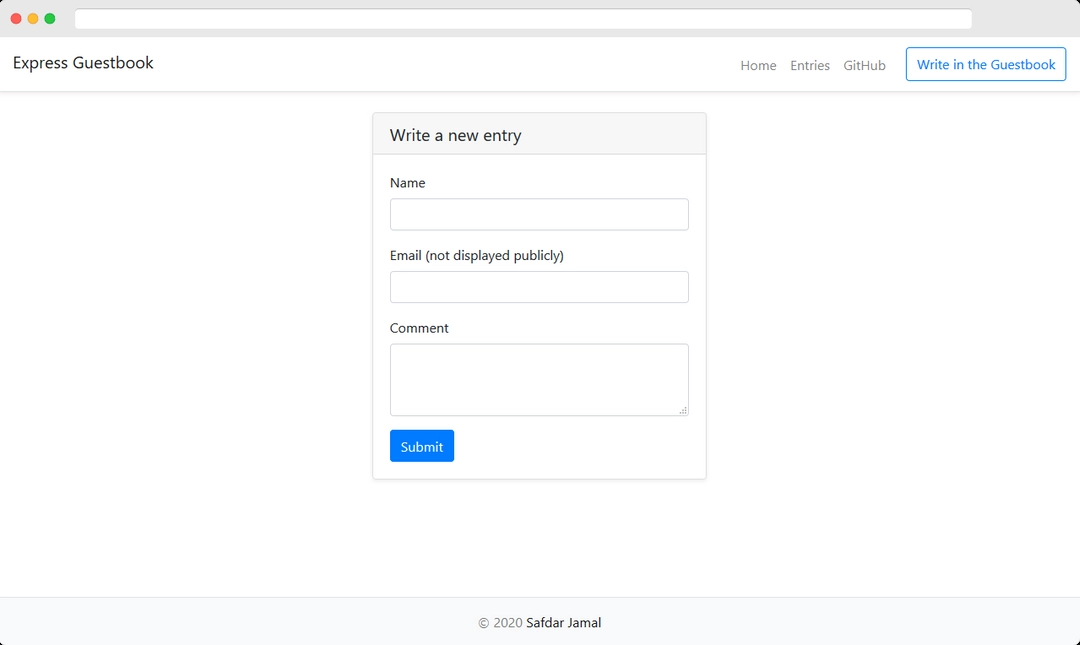 Express Guestbook
Home Entries GitHub Write in the Guestbook
Write a new entry
Name
Email (not displayed publicly)
Comment
Submit
© 2020 Safdar Jamal